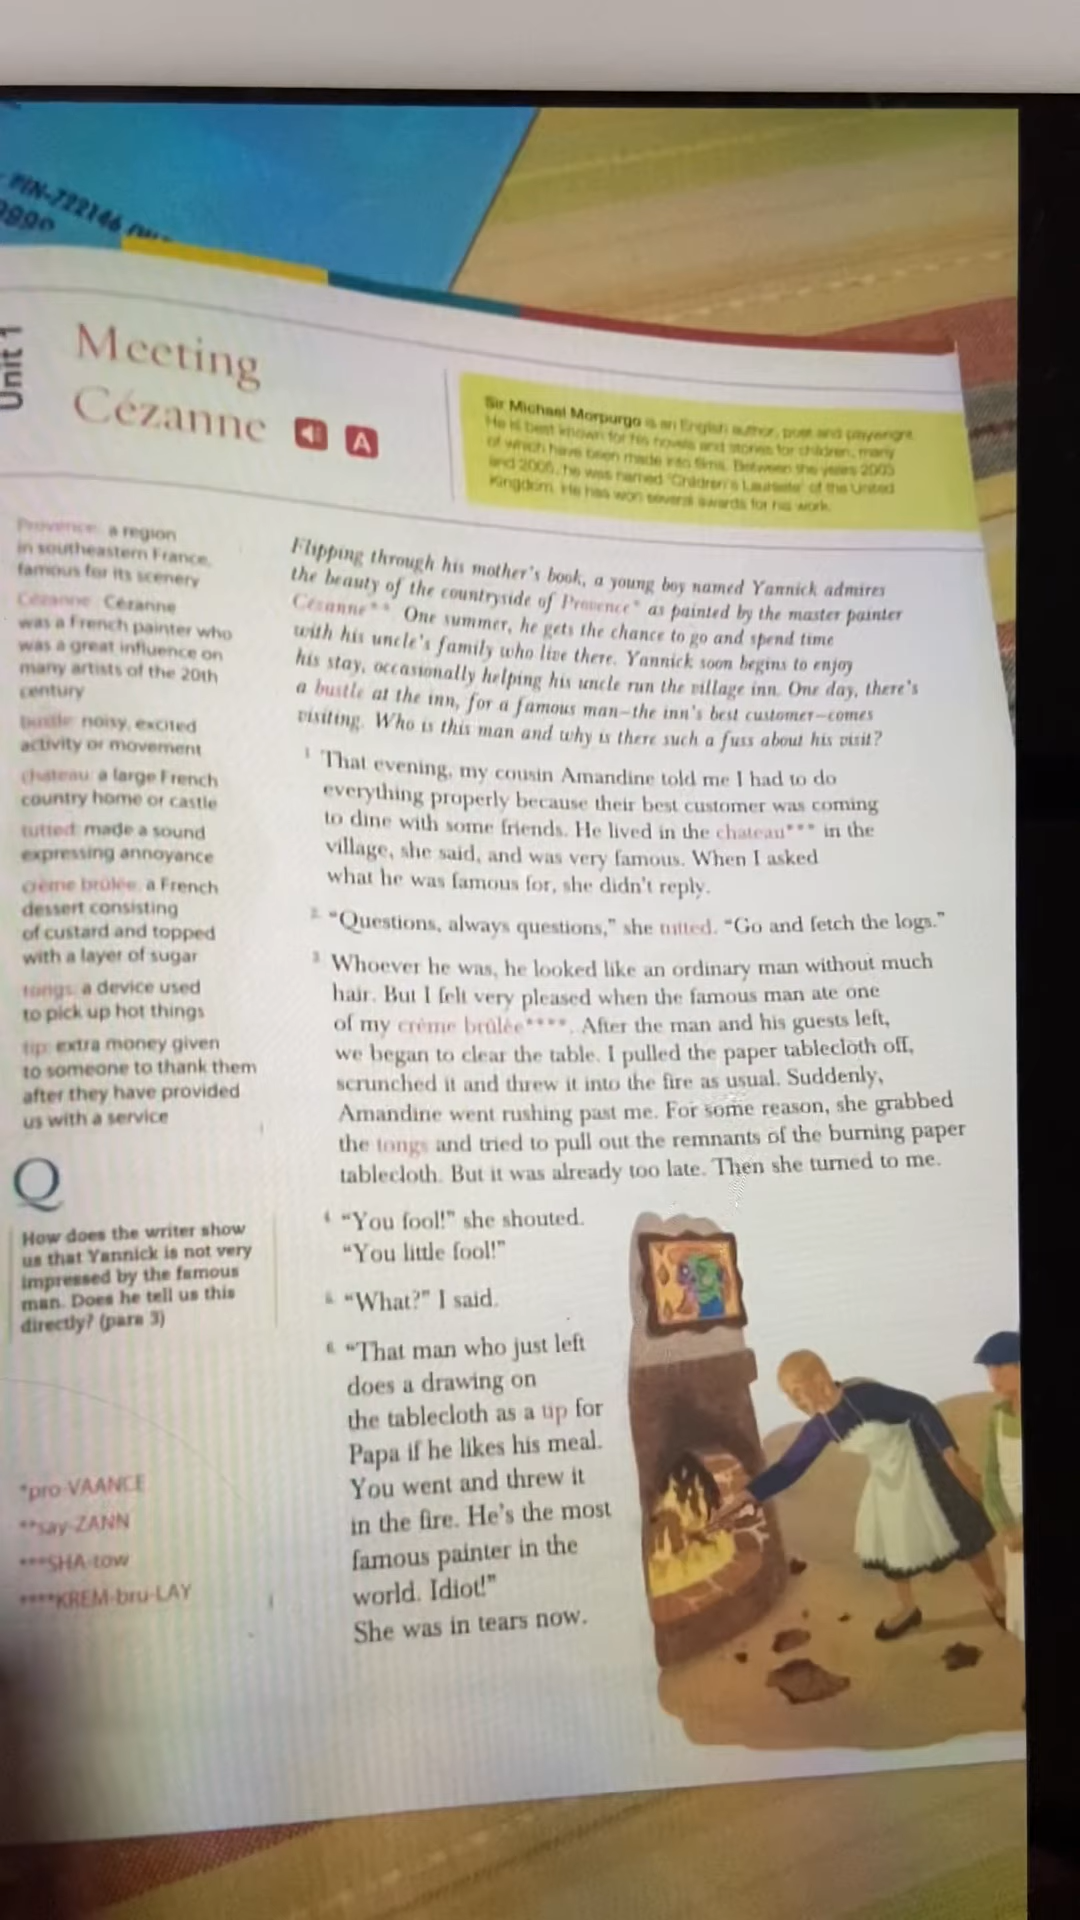 PIN-722146
Unit 1
Meeting
Cézanne
A
Sir Michael Morpurgo is an English author, poet and playwright.
He is best known for his novels and stories for children, many
of which have been made into films. Between the years 2003
and 2005, he was named 'Children's Laureate' of the United
Kingdom. He has won several awards for his work.
Provence: a region
in southeastern France,
famous for its scenery
Cézanne: Cézanne
was a French painter who
was a great influence on
many artists of the 20th
century
bustle: noisy, excited
activity or movement
chateau: a large French
country home or castle
tutted: made a sound
expressing annoyance
crème brûlée: a French
dessert consisting
of custard and topped
with a layer of sugar
tongs: a device used
to pick up hot things
tip: extra money given
to someone to thank them
after they have provided
us with a service
Q
How does the writer show
us that Yannick is not very
impressed by the famous
man. Does he tell us this
directly? (para 3)
*pro-VAANCE
**say-ZANN
***SHA-tow
****KREM-bru-LAY
Flipping through his mother's book, a young boy named Yannick admires
the beauty of the countryside of Provence* as painted by the master painter
Cézanne**. One summer, he gets the chance to go and spend time
with his uncle's family who live there. Yannick soon begins to enjoy
his stay, occasionally helping his uncle run the village inn. One day, there's
a bustle at the inn, for a famous man—the inn's best customer—comes
visiting. Who is this man and why is there such a fuss about his visit?
1 That evening, my cousin Amandine told me I had to do
everything properly because their best customer was coming
to dine with some friends. He lived in the chateau*** in the
village, she said, and was very famous. When I asked
what he was famous for, she didn't reply.
2 "Questions, always questions," she tutted. "Go and fetch the logs."
3 Whoever he was, he looked like an ordinary man without much
hair. But I felt very pleased when the famous man ate one
of my crème brûlée****. After the man and his guests left,
we began to clear the table. I pulled the paper tablecloth off,
scrunched it and threw it into the fire as usual. Suddenly,
Amandine went rushing past me. For some reason, she grabbed
the tongs and tried to pull out the remnants of the burning paper
tablecloth. But it was already too late. Then she turned to me.
4 "You fool!" she shouted.
"You little fool!"
5 "What?" I said.
6 "That man who just left
does a drawing on
the tablecloth as a tip for
Papa if he likes his meal.
You went and threw it
in the fire. He's the most
famous painter in the
world. Idiot!"
She was in tears now.